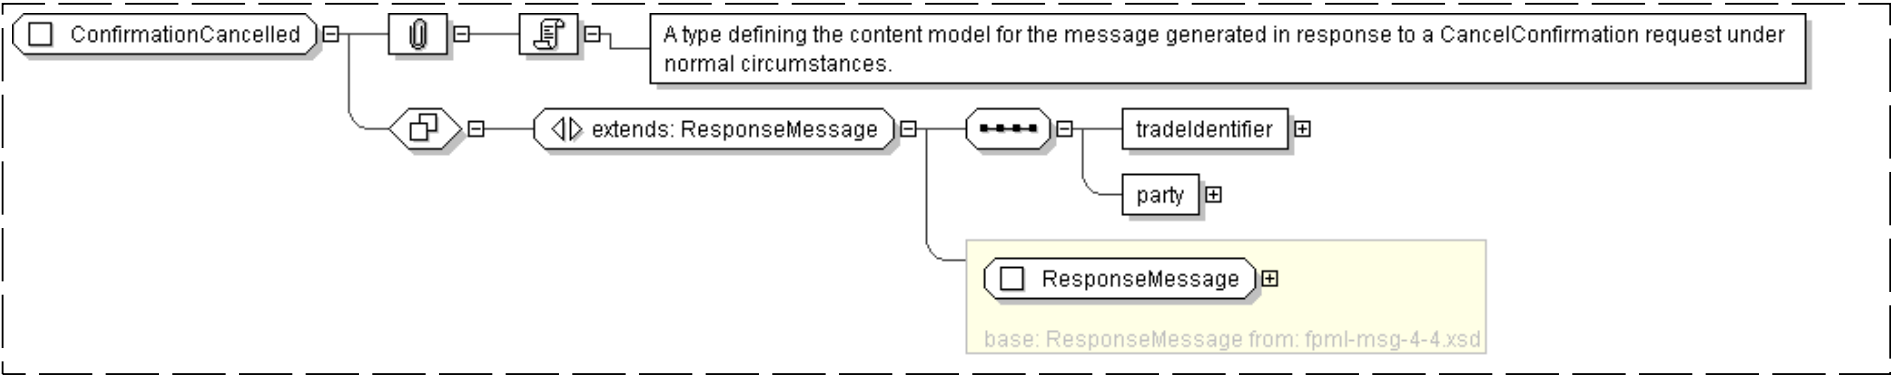 ConfirmationCancelled
A type defining the content model for the message generated in response to a CancelConfirmation request under
normal circumstances.
extends: ResponseMessage
tradeIdentifier
party
ResponseMessage
base: ResponseMessage from: fpml-msg-4-4.xsd